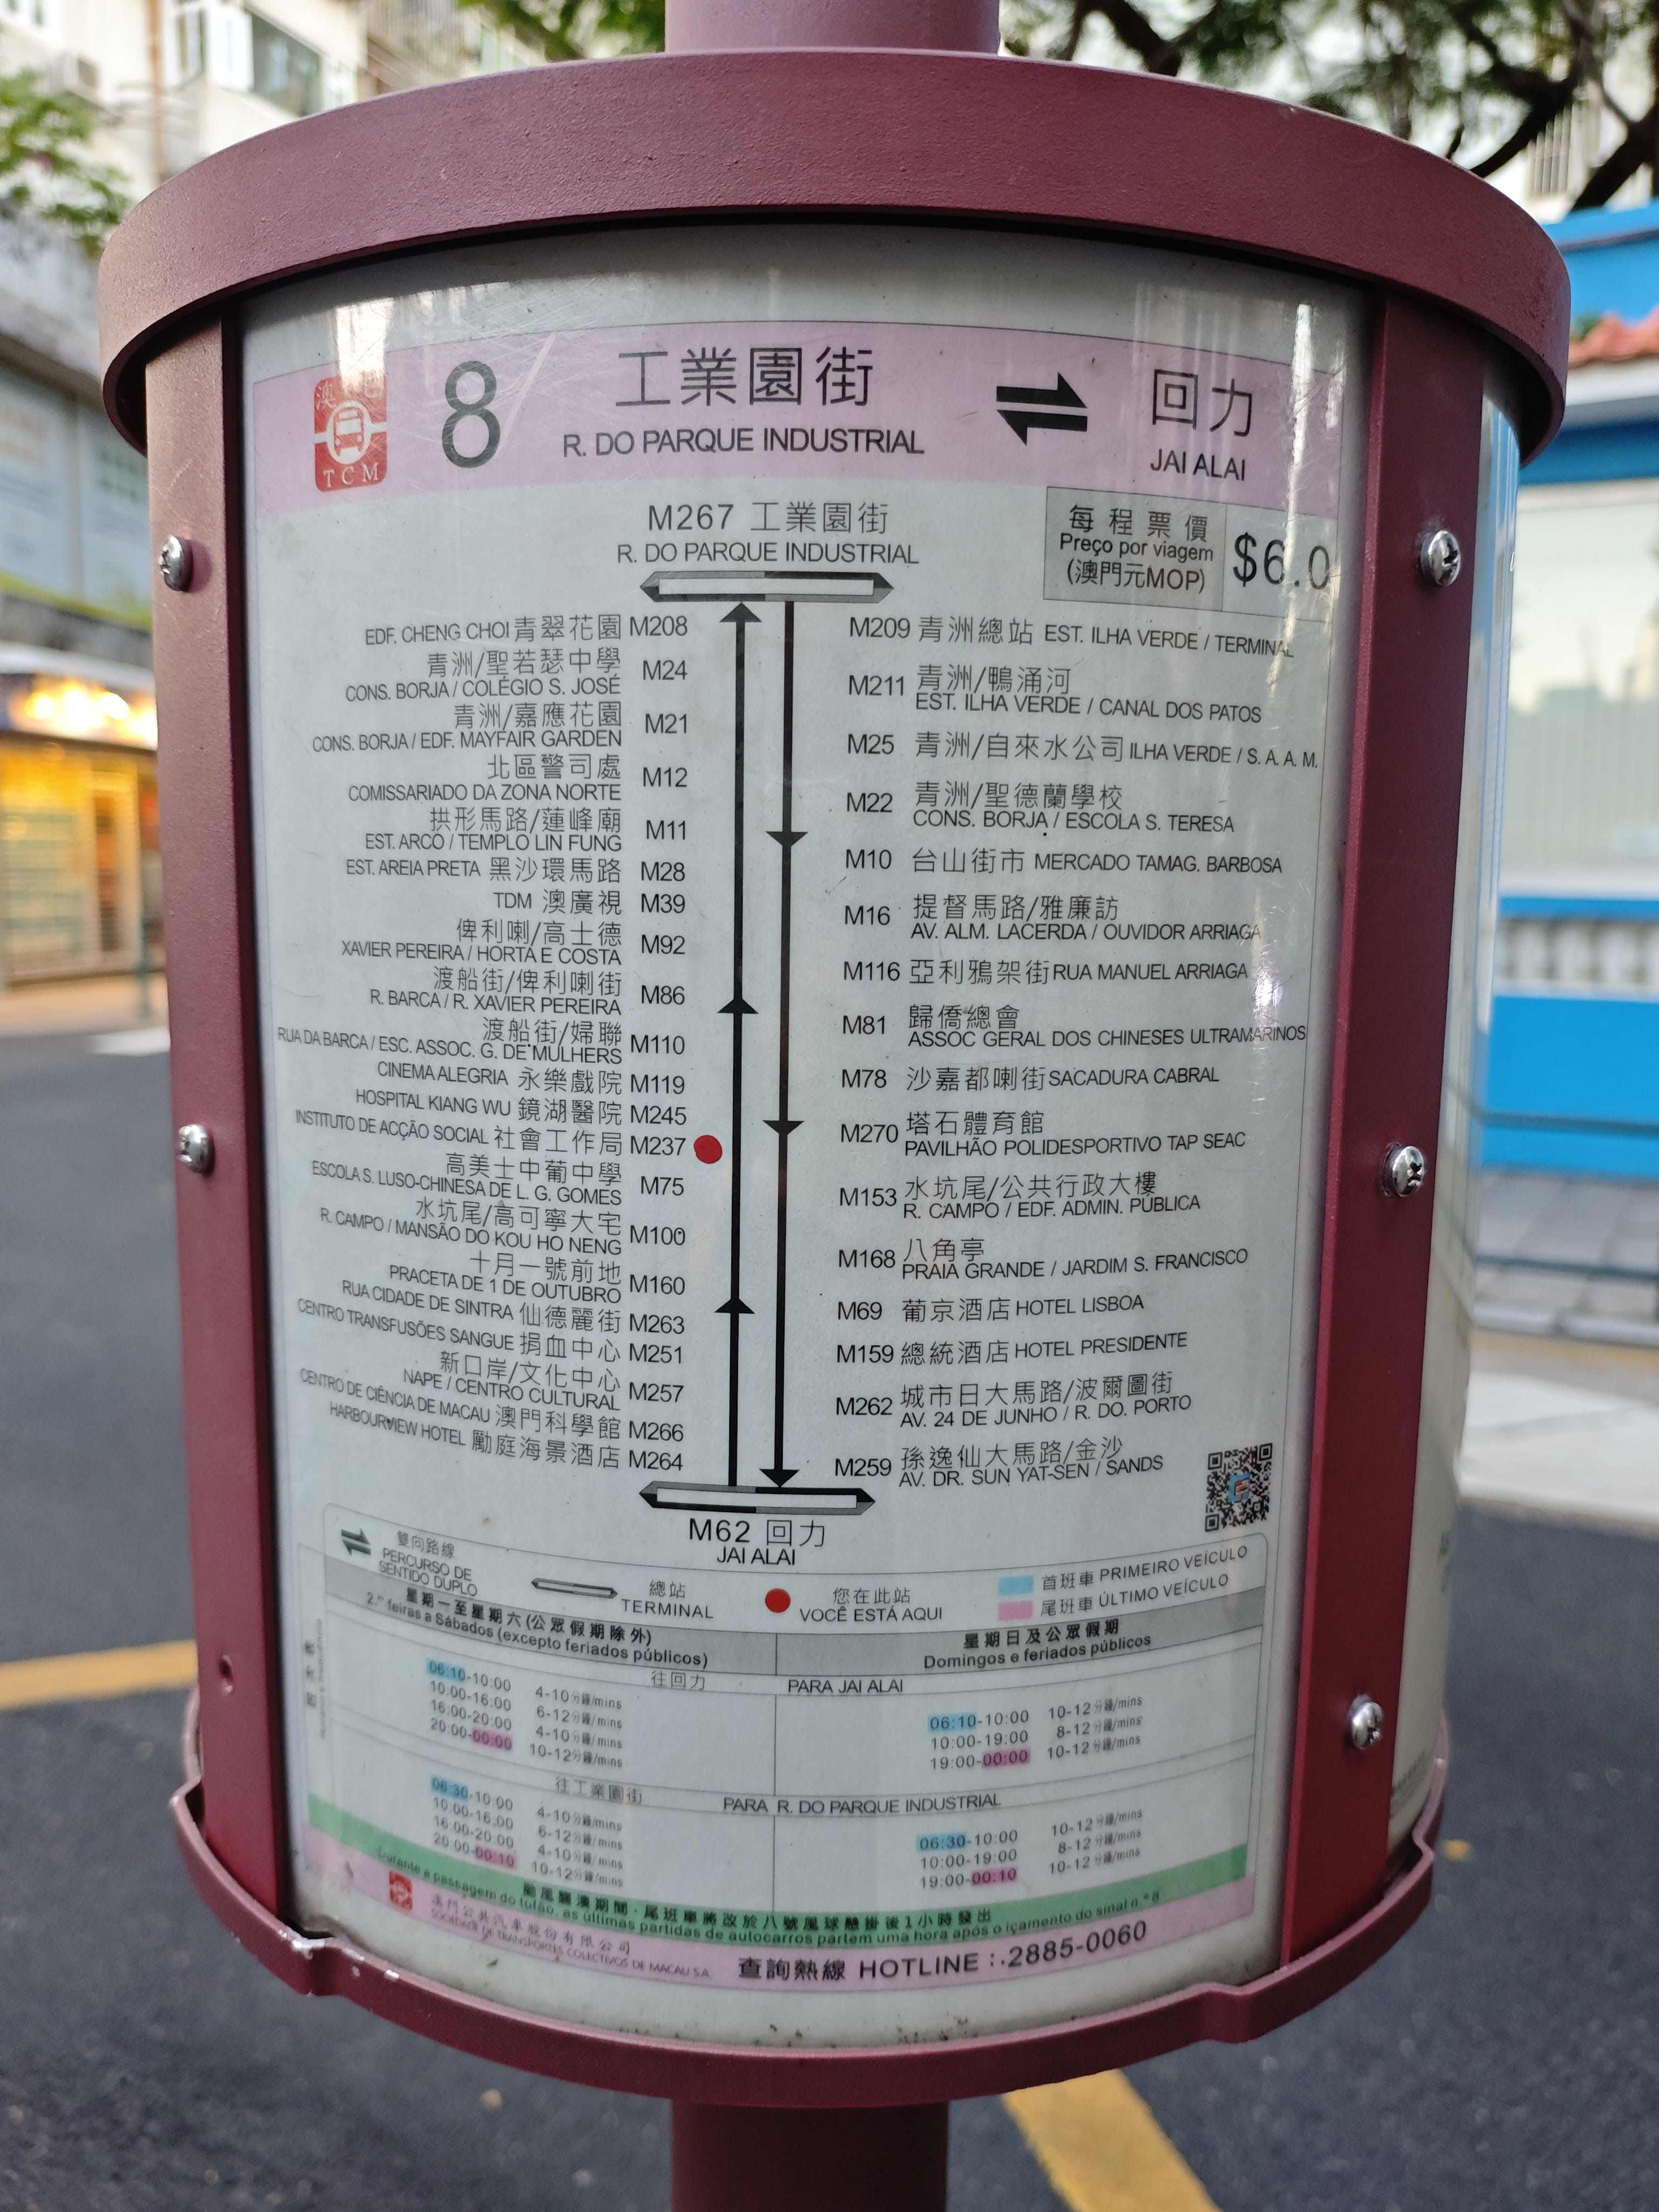 澳巴
TCM
8
工業園街
R. DO PARQUE INDUSTRIAL
回力
JAI ALAI
每程票價
Preço por viagem
(澳門元MOP)
$6.0
M267 工業園街
R. DO PARQUE INDUSTRIAL
EDF. CHENG CHOI 青翠花園 M208
青洲/聖若瑟中學
CONS. BORJA / COLÉGIO S. JOSÉ
M24
青洲/嘉應花園
CONS. BORJA / EDF. MAYFAIR GARDEN
M21
北區警司處
COMISSARIADO DA ZONA NORTE
M12
拱形馬路/蓮峰廟
EST. ARCO / TEMPLO LIN FUNG
M11
EST. AREIA PRETA 黑沙環馬路 M28
TDM 澳廣視 M39
俾利喇/高士德
XAVIER PEREIRA / HORTA E COSTA
M92
渡船街/俾利喇街
R. BARCA / R. XAVIER PEREIRA
M86
渡船街/婦聯
RUA DA BARCA / ESC. ASSOC. G. DE MULHERS
M110
CINEMA ALEGRIA 永樂戲院 M119
HOSPITAL KIANG WU 鏡湖醫院 M245
INSTITUTO DE ACÇÃO SOCIAL 社會工作局 M237
高美士中葡中學
ESCOLA S. LUSO-CHINESA DE L. G. GOMES
M75
水坑尾/高可寧大宅
R. CAMPO / MANSÃO DO KOU HO NENG
M100
十月一號前地
PRACETA DE 1 DE OUTUBRO
M160
RUA CIDADE DE SINTRA 仙德麗街 M263
CENTRO TRANSFUSÕES SANGUE 捐血中心 M251
新口岸/文化中心
NAPE / CENTRO CULTURAL
M257
CENTRO DE CIÊNCIA DE MACAU 澳門科學館 M266
HARBOURVIEW HOTEL 勵庭海景酒店 M264
M209 青洲總站 EST. ILHA VERDE / TERMINAL
M211 青洲/鴨涌河
EST. ILHA VERDE / CANAL DOS PATOS
M25 青洲/自來水公司 ILHA VERDE / S. A. A. M.
M22 青洲/聖德蘭學校
CONS. BORJA / ESCOLA S. TERESA
M10 台山街市 MERCADO TAMAG. BARBOSA
M16 提督馬路/雅廉訪
AV. ALM. LACERDA / OUVIDOR ARRIAGA
M116 亞利鴉架街 RUA MANUEL ARRIAGA
M81 歸僑總會
ASSOC GERAL DOS CHINESES ULTRAMARINOS
M78 沙嘉都喇街 SACADURA CABRAL
M270 塔石體育館
PAVILHÃO POLIDESPORTIVO TAP SEAC
M153 水坑尾/公共行政大樓
R. CAMPO / EDF. ADMIN. PÚBLICA
M168 八角亭
PRAIA GRANDE / JARDIM S. FRANCISCO
M69 葡京酒店 HOTEL LISBOA
M159 總統酒店 HOTEL PRESIDENTE
M262 城市日大馬路/波爾圖街
AV. 24 DE JUNHO / R. DO. PORTO
M259 孫逸仙大馬路/金沙
AV. DR. SUN YAT-SEN / SANDS
M62 回力
JAI ALAI
雙向路線
PERCURSO DE
SENTIDO DUPLO
總站
TERMINAL
您在此站
VOCÊ ESTÁ AQUI
首班車 PRIMEIRO VEÍCULO
尾班車 ÚLTIMO VEÍCULO
星期一至星期六 (公眾假期除外)
2.ªˢ feiras a Sábados (excepto feriados públicos)
星期日及公眾假期
Domingos e feriados públicos
往回力 PARA JAI ALAI
06:10-10:00 4-10分鐘/mins
10:00-16:00 6-12分鐘/mins
16:00-20:00 4-10分鐘/mins
20:00-00:00 10-12分鐘/mins
06:10-10:00 10-12分鐘/mins
10:00-19:00 8-12分鐘/mins
19:00-00:00 10-12分鐘/mins
往工業園街 PARA R. DO PARQUE INDUSTRIAL
06:30-10:00 4-10分鐘/mins
10:00-16:00 6-12分鐘/mins
16:00-20:00 4-10分鐘/mins
20:00-00:10 10-12分鐘/mins
06:30-10:00 10-12分鐘/mins
10:00-19:00 8-12分鐘/mins
19:00-00:10 10-12分鐘/mins
颱風襲澳期間，尾班車將改於八號風球懸掛後1小時發出
Durante a passagem do tufão, as últimas partidas de autocarros partem uma hora após o içamento do sinal n.º 8
澳門公共汽車股份有限公司
SOCIEDADE DE TRANSPORTES COLECTIVOS DE MACAU S.A.
查詢熱線 HOTLINE :.2885-0060